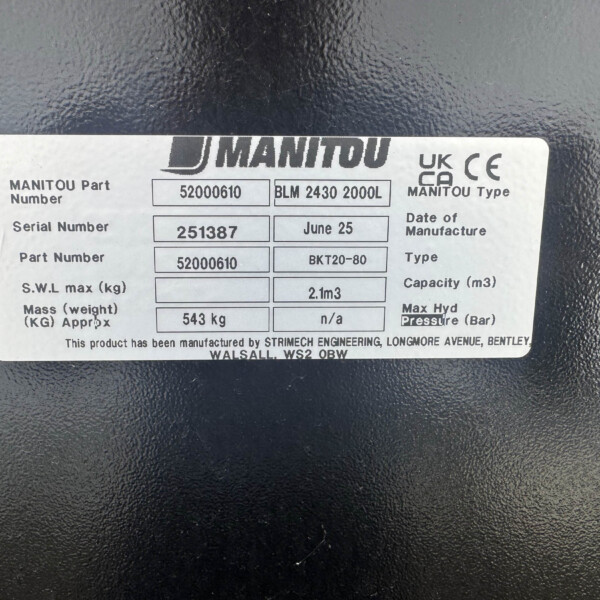 MANITOU
UK CA CE
MANITOU Part Number 52000610 BLM 2430 2000L MANITOU Type
Serial Number 251387 June 25 Date of Manufacture
Part Number 52000610 BKT20-80 Type
S.W.L max (kg) 2.1m3 Capacity (m3)
Mass (weight) (KG) Approx 543 kg n/a Max Hyd Pressure (Bar)
This product has been manufactured by STRIMECH ENGINEERING, LONGMORE AVENUE, BENTLEY,
WALSALL, WS2 0BW